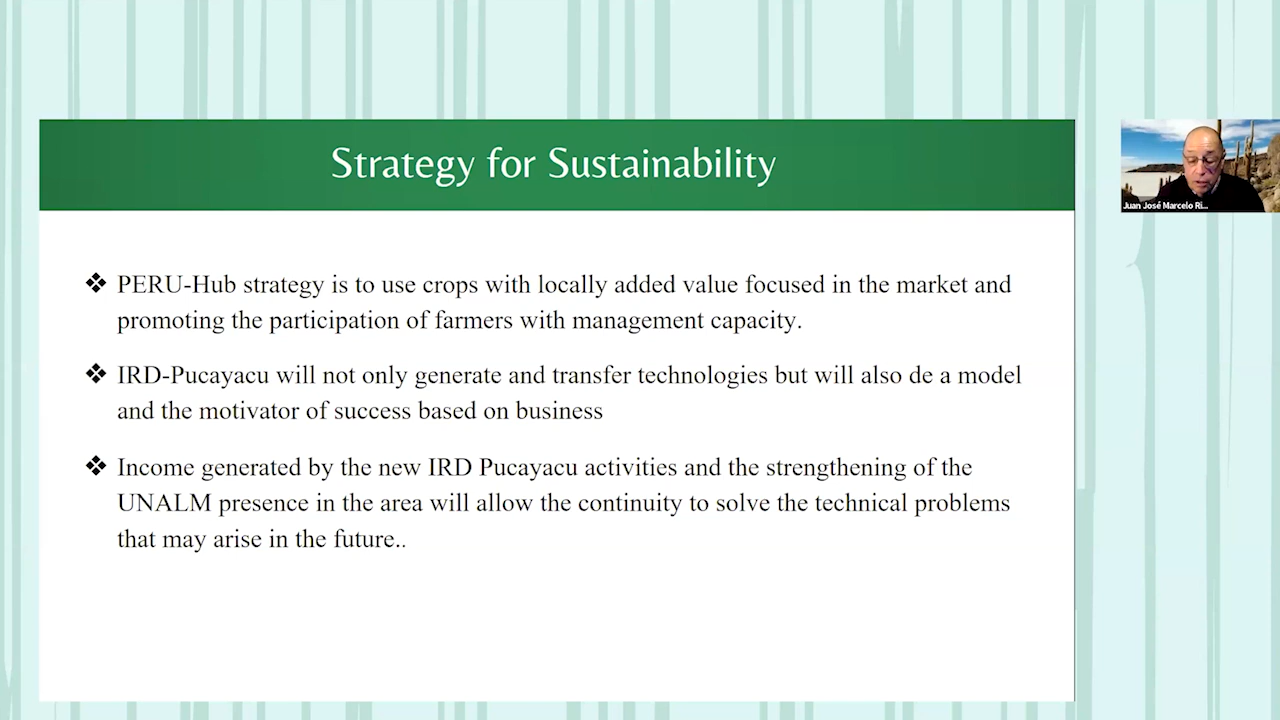 Strategy for Sustainability
❖ PERU-Hub strategy is to use crops with locally added value focused in the market and
promoting the participation of farmers with management capacity.
❖ IRD-Pucayacu will not only generate and transfer technologies but will also de a model
and the motivator of success based on business
❖ Income generated by the new IRD Pucayacu activities and the strengthening of the
UNALM presence in the area will allow the continuity to solve the technical problems
that may arise in the future..
Juan José Marcelo Ri...